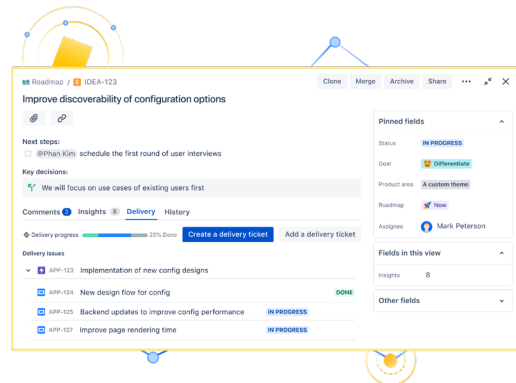 Roadmap / IDEA-123
Clone Merge Archive Share
Improve discoverability of configuration options
Next steps:
@Phan Kim schedule the first round of user interviews
Key decisions:
We will focus on use cases of existing users first
Comments 2 Insights 8 Delivery History
Delivery progress 25% Done Create a delivery ticket Add a delivery ticket
Delivery issues
APP-123 Implementation of new config designs
APP-124 New design flow for config DONE
APP-125 Backend updates to improve config performance IN PROGRESS
APP-127 Improve page rendering time IN PROGRESS
Pinned fields
Status IN PROGRESS
Goal Differentiate
Product area A custom theme
Roadmap Now
Assignee Mark Peterson
Fields in this view
Insights 8
Other fields